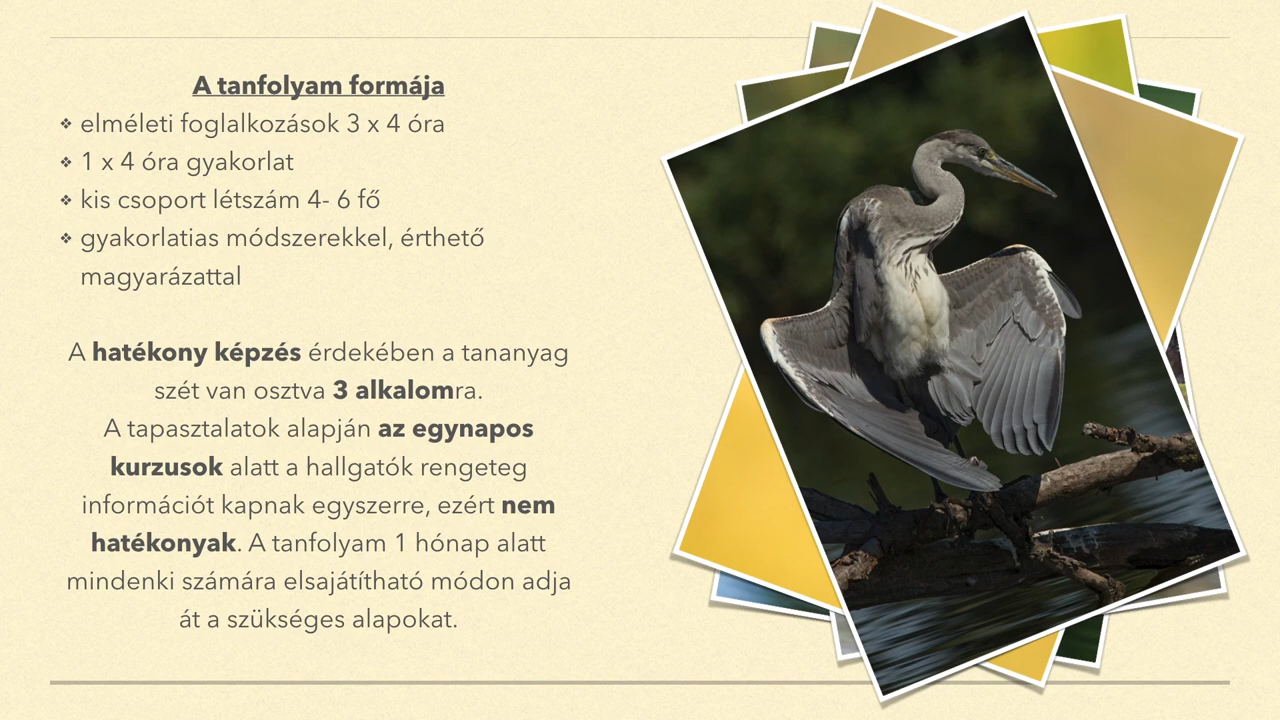 A tanfolyam formája
❖ elméleti foglalkozások 3 x 4 óra
❖ 1 x 4 óra gyakorlat
❖ kis csoport létszám 4- 6 fő
❖ gyakorlatias módszerekkel, érthető
magyarázattal
A hatékony képzés érdekében a tananyag
szét van osztva 3 alkalomra.
A tapasztalatok alapján az egynapos
kurzusok alatt a hallgatók rengeteg
információt kapnak egyszerre, ezért nem
hatékonyak. A tanfolyam 1 hónap alatt
mindenki számára elsajátítható módon adja
át a szükséges alapokat.